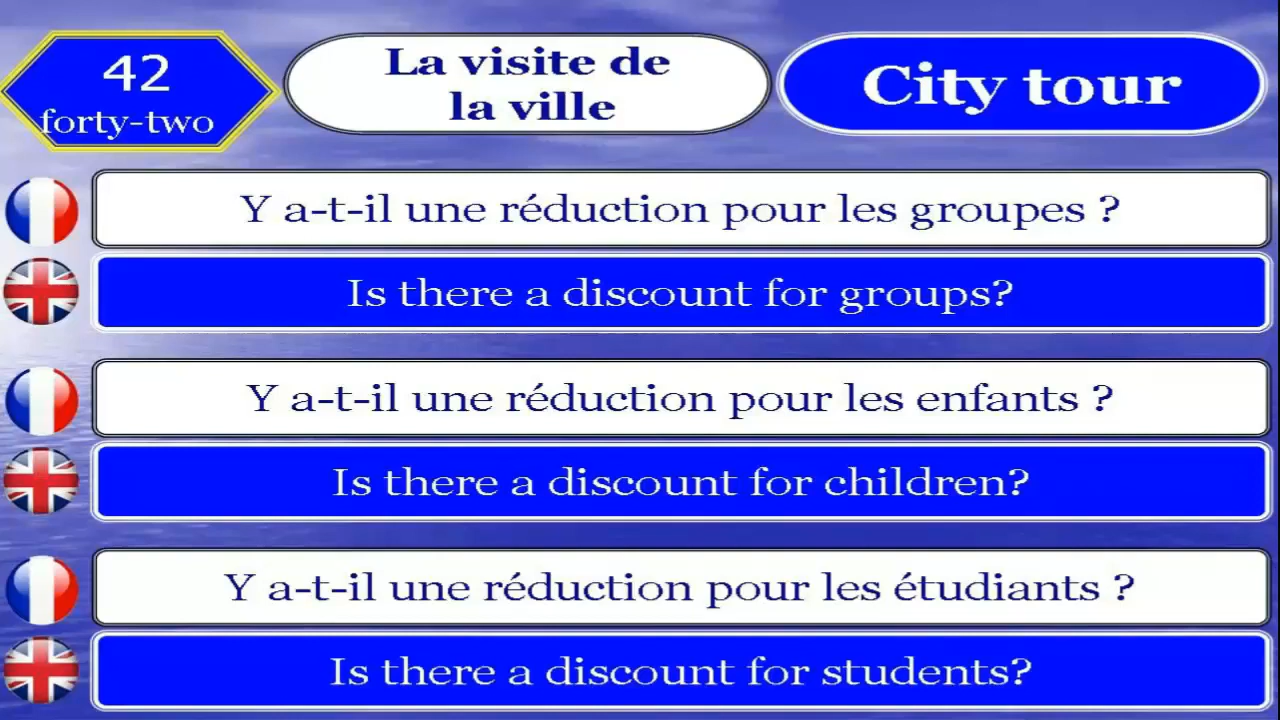 42
forty-two
La visite de
la ville
City tour
Y a-t-il une réduction pour les groupes ?
Is there a discount for groups?
Y a-t-il une réduction pour les enfants ?
Is there a discount for children?
Y a-t-il une réduction pour les étudiants ?
Is there a discount for students?